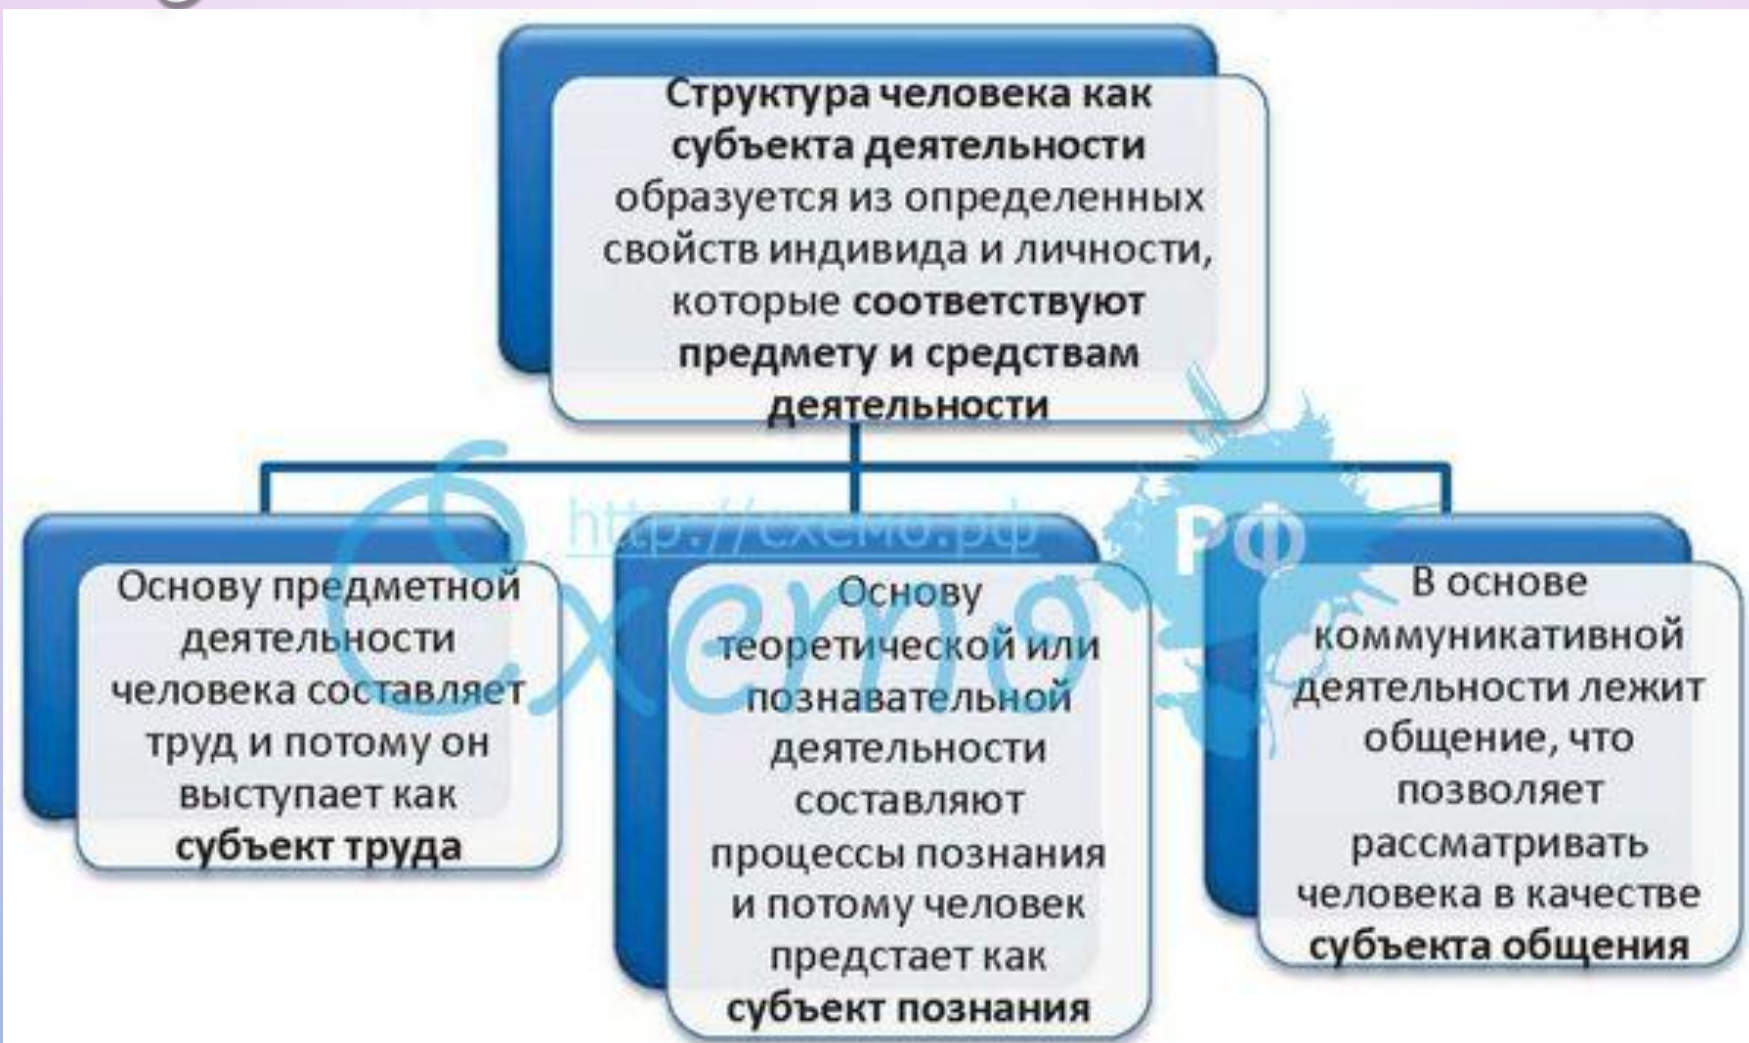 Структура человека как
субъекта деятельности
образуется из определенных
свойств индивида и личности,
которые соответствуют
предмету и средствам
деятельности
http://схемо.рф
Схемо
РФ
Основу предметной
деятельности
человека составляет
труд и потому он
выступает как
субъект труда
Основу
теоретической или
познавательной
деятельности
составляют
процессы познания
и потому человек
предстает как
субъект познания
В основе
коммуникативной
деятельности лежит
общение, что
позволяет
рассматривать
человека в качестве
субъекта общения